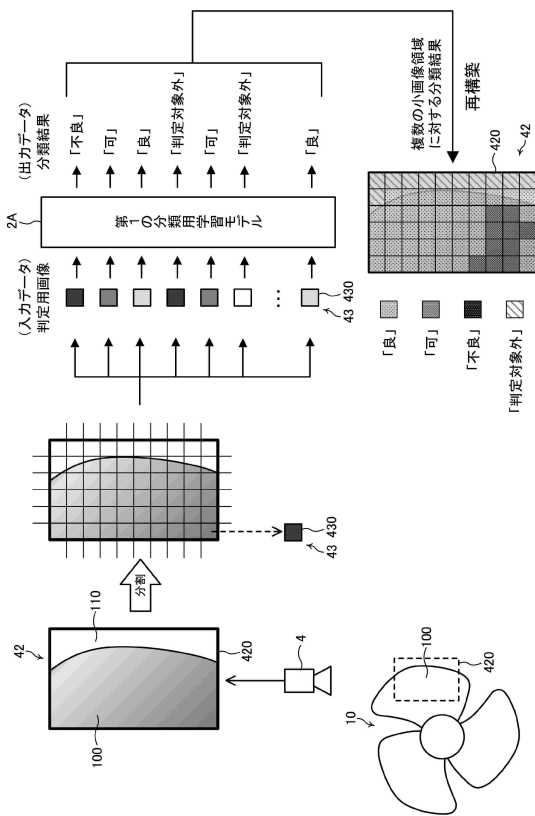 42
110
100
420
4
10
100
420
分割
43
430
(入力データ)
判定用画像
43
430
…
2A
第1の分類用学習モデル
(出力データ)
分類結果
「不良」
「可」
「良」
「判定対象外」
「可」
「判定対象外」
「良」
複数の小画像領域
に対する分類結果
再構築
420
42
「良」
「可」
「不良」
「判定対象外」